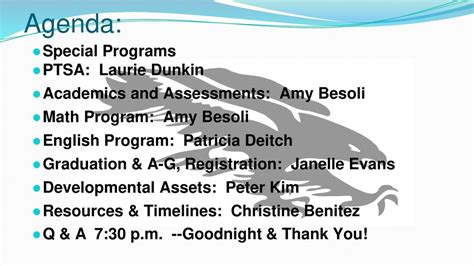 Agenda:
Special Programs
PTSA: Laurie Dunkin
Academics and Assessments: Amy Besoli
Math Program: Amy Besoli
English Program: Patricia Deitch
Graduation & A-G, Registration: Janelle Evans
Developmental Assets: Peter Kim
Resources & Timelines: Christine Benitez
Q & A 7:30 p.m. --Goodnight & Thank You!